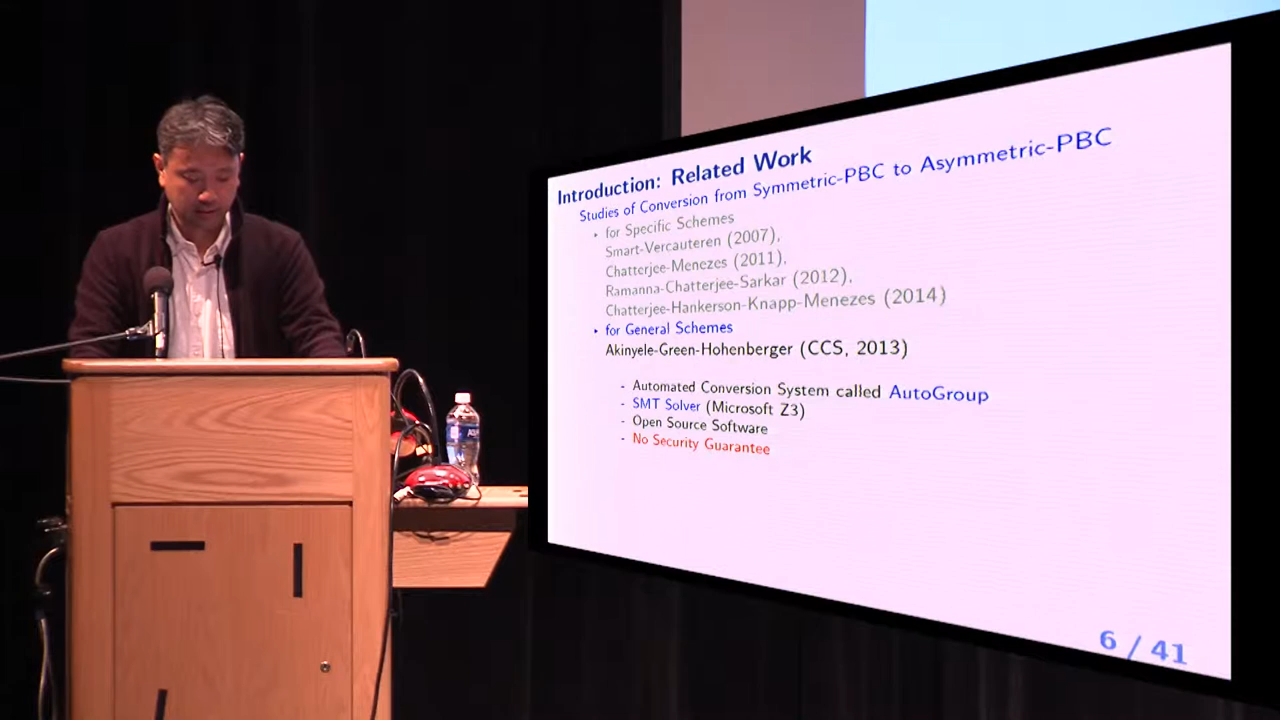 Introduction: Related Work
Studies of Conversion from Symmetric-PBC to Asymmetric-PBC
‣ for Specific Schemes
Smart-Vercauteren (2007),
Chatterjee-Menezes (2011),
Ramanna-Chatterjee-Sarkar (2012),
Chatterjee-Hankerson-Knapp-Menezes (2014)
‣ for General Schemes
Akinyele-Green-Hohenberger (CCS, 2013)
- Automated Conversion System called AutoGroup
- SMT Solver (Microsoft Z3)
- Open Source Software
- No Security Guarantee
6 / 41